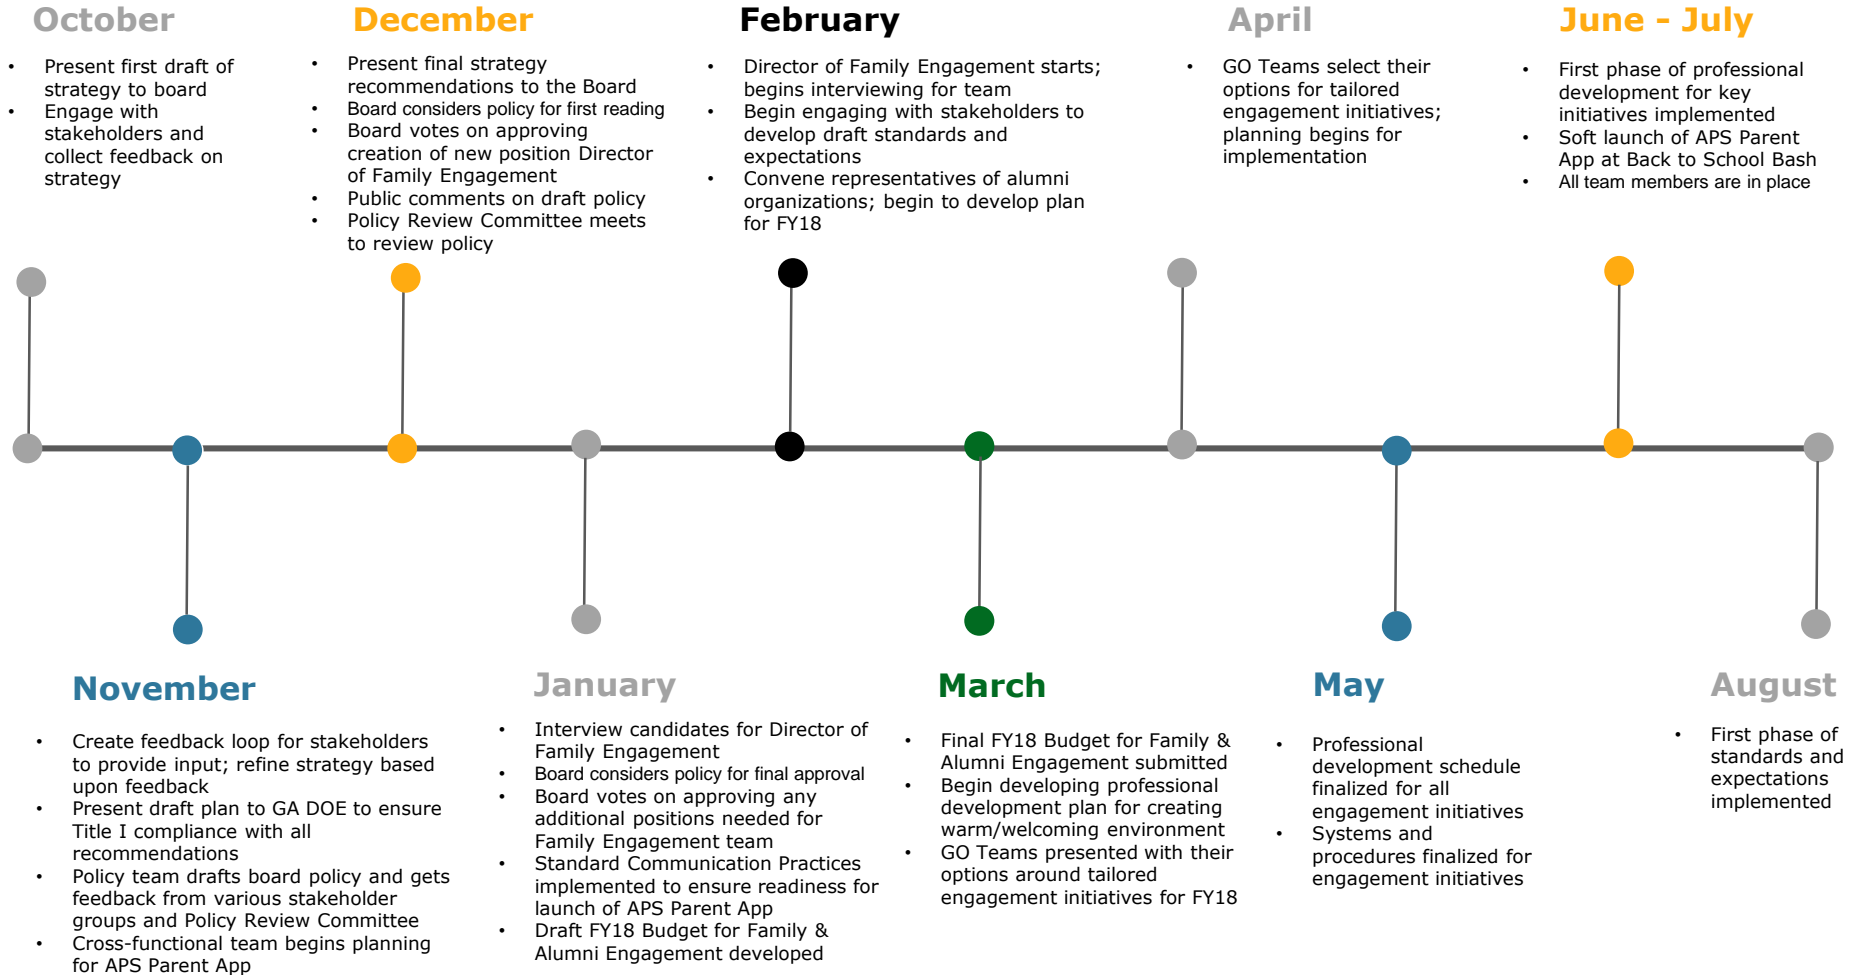 October
• Present first draft of
strategy to board
• Engage with
stakeholders and
collect feedback on
strategy
December
• Present final strategy
recommendations to the Board
• Board considers policy for first reading
• Board votes on approving
creation of new position Director
of Family Engagement
• Public comments on draft policy
• Policy Review Committee meets
to review policy
February
• Director of Family Engagement starts;
begins interviewing for team
• Begin engaging with stakeholders to
develop draft standards and
expectations
• Convene representatives of alumni
organizations; begin to develop plan
for FY18
April
• GO Teams select their
options for tailored
engagement initiatives;
planning begins for
implementation
June - July
• First phase of professional
development for key
initiatives implemented
• Soft launch of APS Parent
App at Back to School Bash
• All team members are in place
November
• Create feedback loop for stakeholders
to provide input; refine strategy based
upon feedback
• Present draft plan to GA DOE to ensure
Title I compliance with all
recommendations
• Policy team drafts board policy and gets
feedback from various stakeholder
groups and Policy Review Committee
• Cross-functional team begins planning
for APS Parent App
January
• Interview candidates for Director of
Family Engagement
• Board considers policy for final approval
• Board votes on approving any
additional positions needed for
Family Engagement team
• Standard Communication Practices
implemented to ensure readiness for
launch of APS Parent App
• Draft FY18 Budget for Family &
Alumni Engagement developed
March
• Final FY18 Budget for Family &
Alumni Engagement submitted
• Begin developing professional
development plan for creating
warm/welcoming environment
• GO Teams presented with their
options around tailored
engagement initiatives for FY18
May
• Professional
development schedule
finalized for all
engagement initiatives
• Systems and
procedures finalized for
engagement initiatives
August
• First phase of
standards and
expectations
implemented